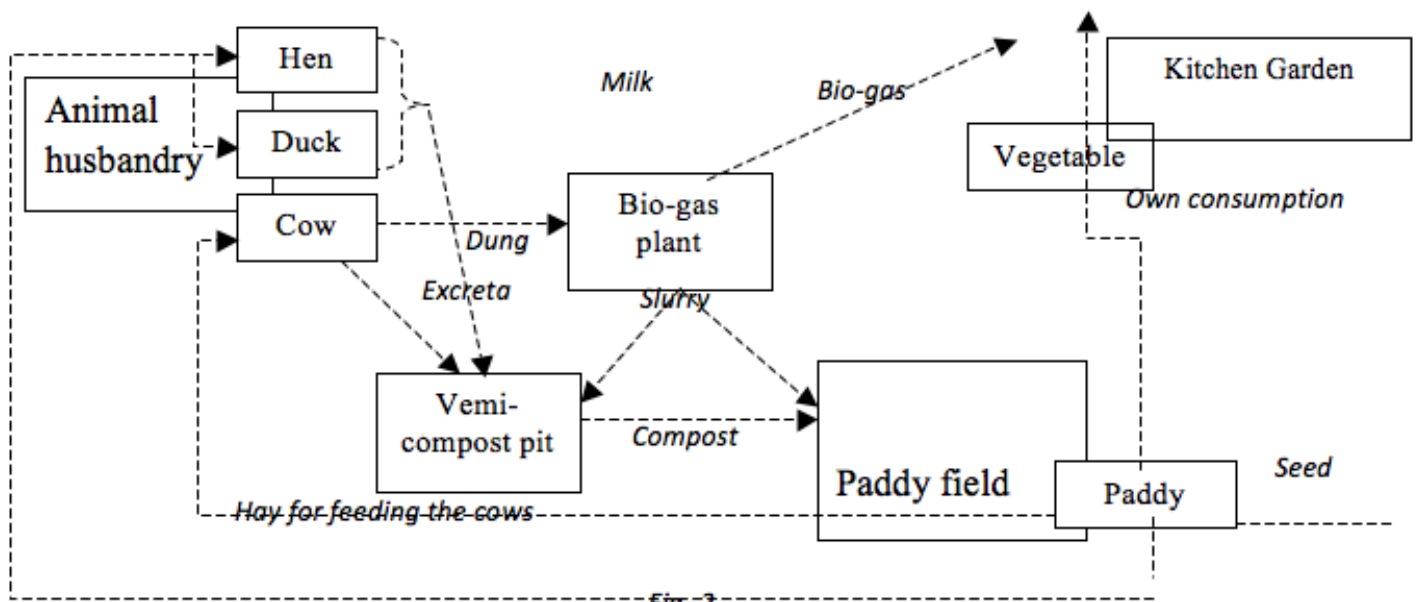 Hen
Milk
Kitchen Garden
Bio-gas
Animal
husbandry
Duck
Vegetable
Bio-gas
plant
Own consumption
Cow
Dung
Excreta
Slurry
Vemi-
compost pit
Compost
Paddy field
Paddy
Seed
Hay for feeding the cows